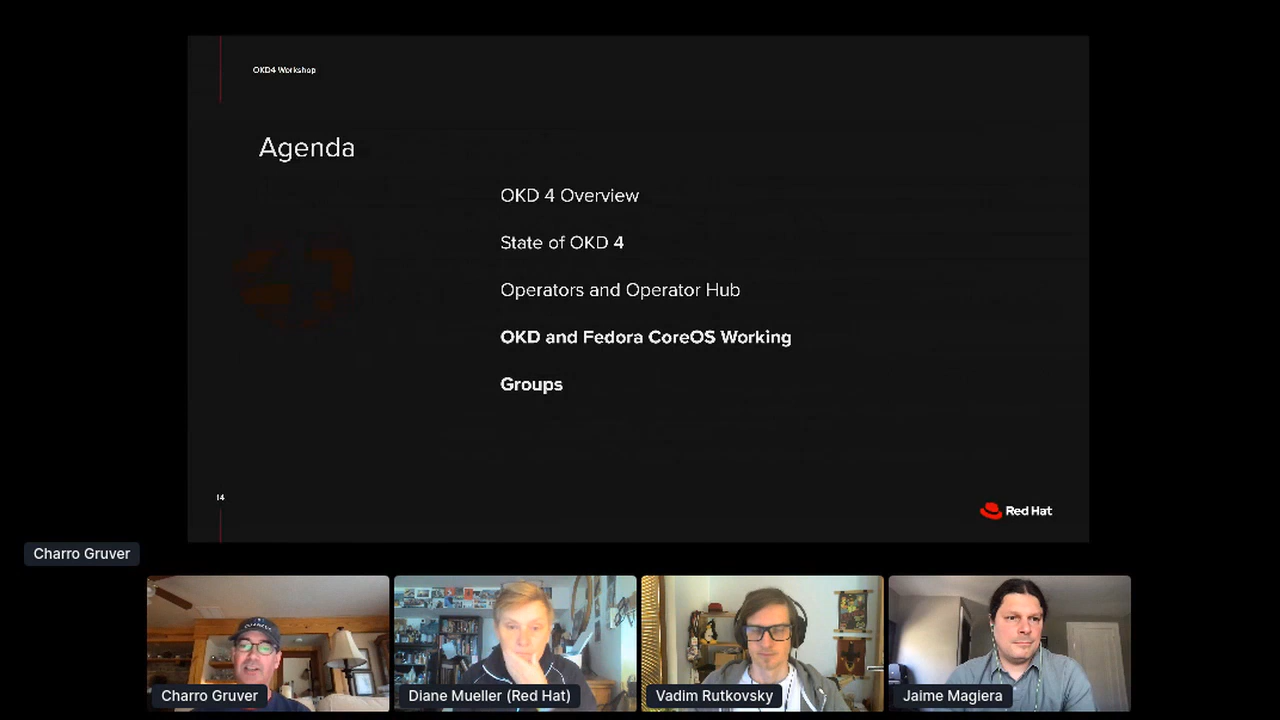 OKD4 Workshop
Agenda
OKD 4 Overview
State of OKD 4
Operators and Operator Hub
OKD and Fedora CoreOS Working
Groups
14
Red Hat
Charro Gruver
Charro Gruver
Diane Mueller (Red Hat)
Vadim Rutkovsky
Jaime Magiera